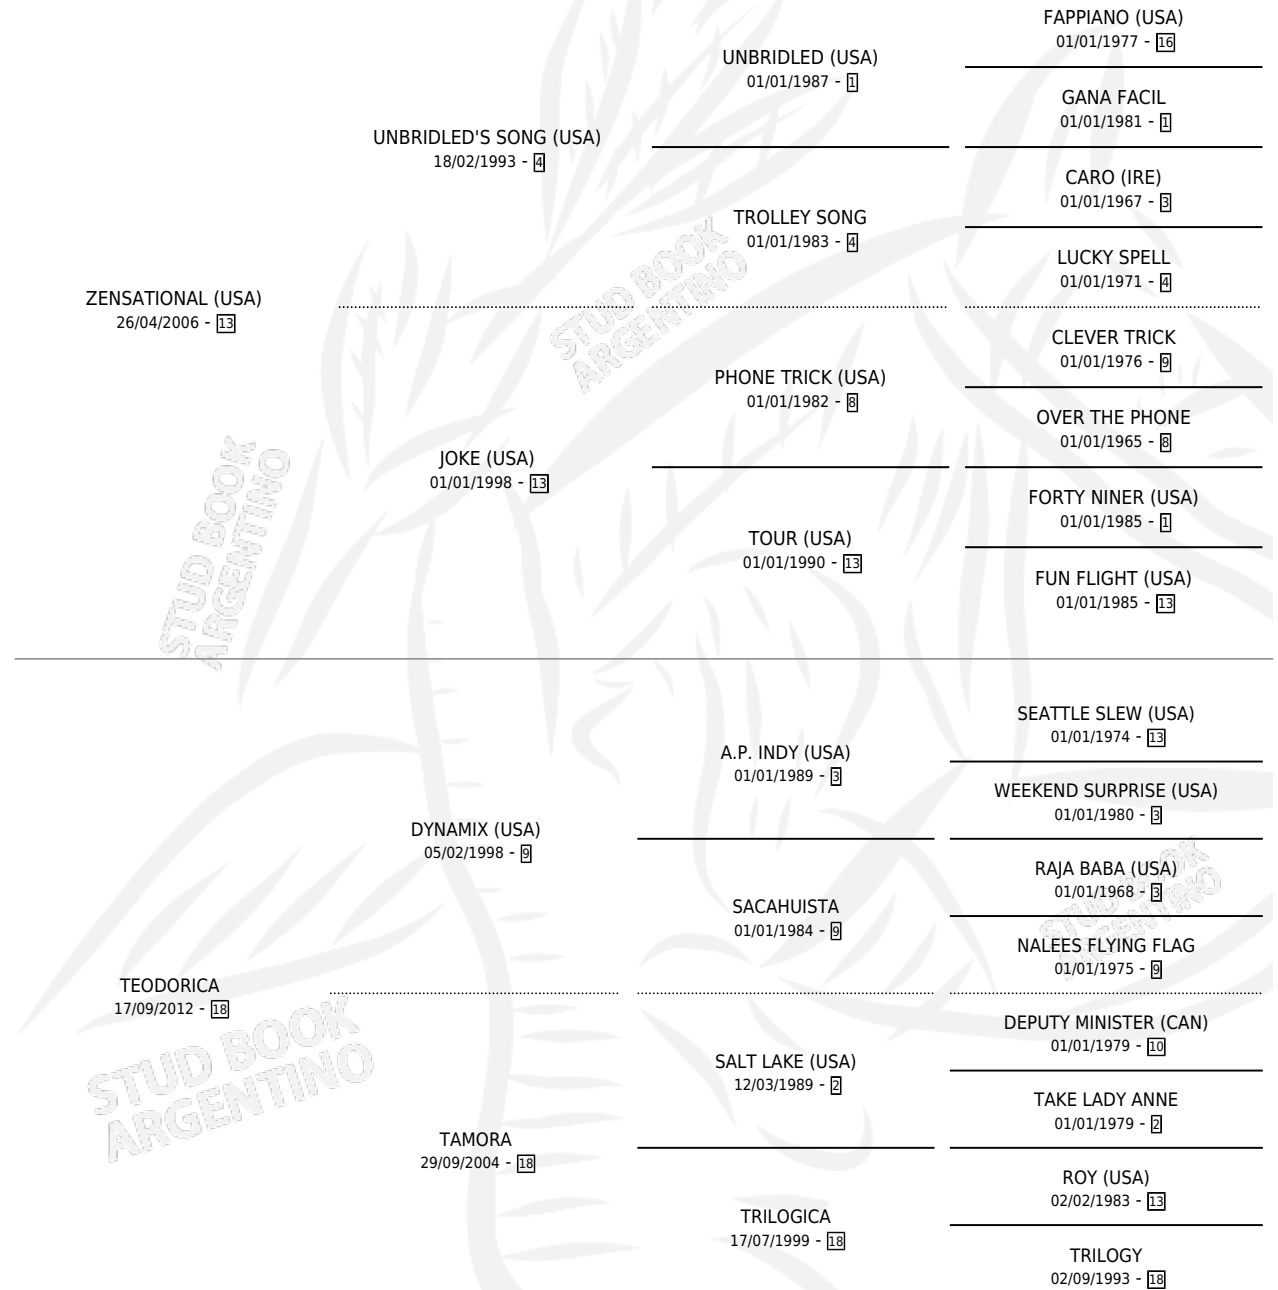 FAPPIANO (USA)
01/01/1977 - 16
UNBRIDLED (USA)
01/01/1987 - 1
GANA FACIL
01/01/1981 - 1
UNBRIDLED'S SONG (USA)
18/02/1993 - 4
CARO (IRE)
01/01/1967 - 3
TROLLEY SONG
01/01/1983 - 4
LUCKY SPELL
01/01/1971 - 4
ZENSATIONAL (USA)
26/04/2006 - 13
STUD BOOK
ARGENTINO
CLEVER TRICK
01/01/1976 - 9
PHONE TRICK (USA)
01/01/1982 - 8
OVER THE PHONE
01/01/1965 - 8
JOKE (USA)
01/01/1998 - 13
FORTY NINER (USA)
01/01/1985 - 1
TOUR (USA)
01/01/1990 - 13
FUN FLIGHT (USA)
01/01/1985 - 13
STUD BOOK
ARGENTINO
SEATTLE SLEW (USA)
01/01/1974 - 13
A.P. INDY (USA)
01/01/1989 - 3
WEEKEND SURPRISE (USA)
01/01/1980 - 3
DYNAMIX (USA)
05/02/1998 - 9
RAJA BABA (USA)
01/01/1968 - 3
SACAHUISTA
01/01/1984 - 9
NALEES FLYING FLAG
01/01/1975 - 9
STUD BOOK
ARGENTINO
TEODORICA
17/09/2012 - 18
DEPUTY MINISTER (CAN)
01/01/1979 - 10
SALT LAKE (USA)
12/03/1989 - 2
TAKE LADY ANNE
01/01/1979 - 2
STUD BOOK
ARGENTINO
TAMORA
29/09/2004 - 18
ROY (USA)
02/02/1983 - 13
TRILOGICA
17/07/1999 - 18
TRILOGY
02/09/1993 - 18